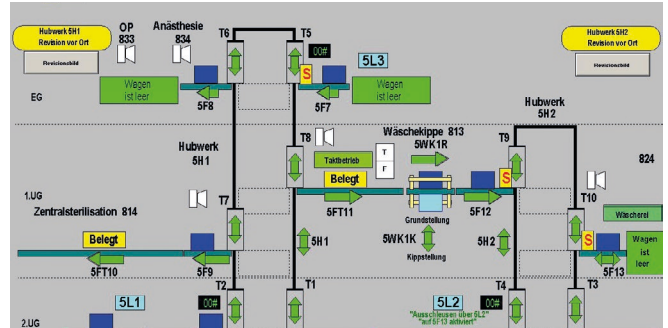 Hubwerk 5H1
Revision vor Ort
Revisionsbild
OP
833
Anästhesie
834
T6
T5
00#
5L3
Hubwerk 5H2
Revision vor Ort
Revisionsbild
Wagen
ist leer
5F8
S
5F7
Wagen
ist leer
EG
Hubwerk
5H1
T8
Wäschekippe 813
5WK1R
T9
Hubwerk
5H2
Taktbetrieb
T
F
824
Belegt
S
T10
1.UG
T7
5FT11
Grundstellung
5F12
Wäscherei
Zentralsterilisation 814
Belegt
5H1
5WK1K
Kippstellung
5H2
S
Wagen
ist
leer
5FT10
5F9
5F13
T2
T1
T4
T3
5L1
00#
5L2
00#
"Ausschleusen über 5L2"
"auf 5F13 aktiviert"
2.UG